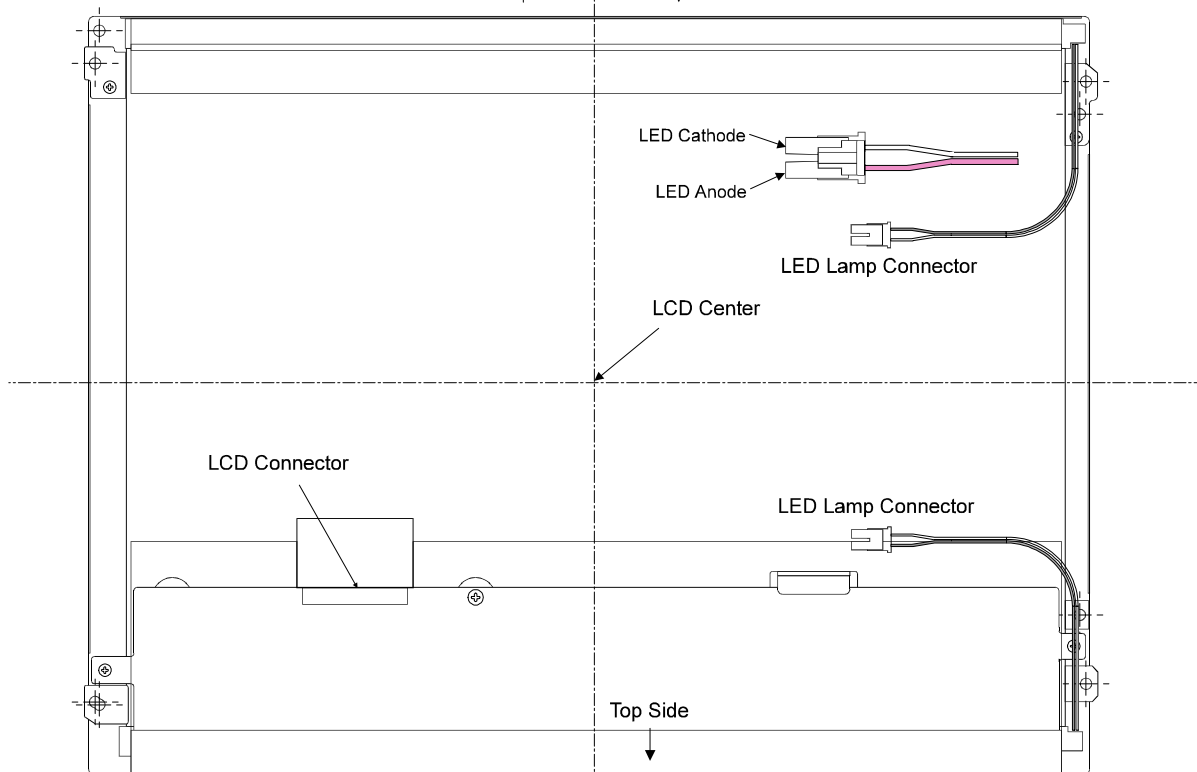 LED Cathode
LED Anode
LED Lamp Connector
LCD Center
LCD Connector
LED Lamp Connector
Top Side